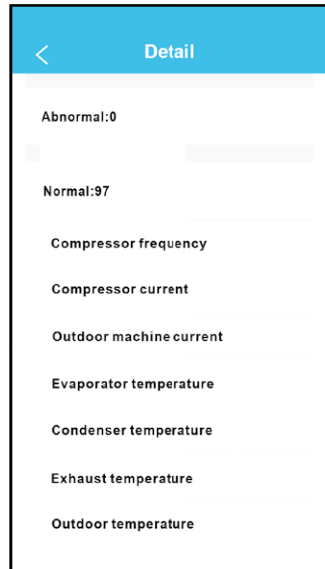 Detail
Abnormal:0
Normal:97
Compressor frequency
Compressor current
Outdoor machine current
Evaporator temperature
Condenser temperature
Exhaust temperature
Outdoor temperature